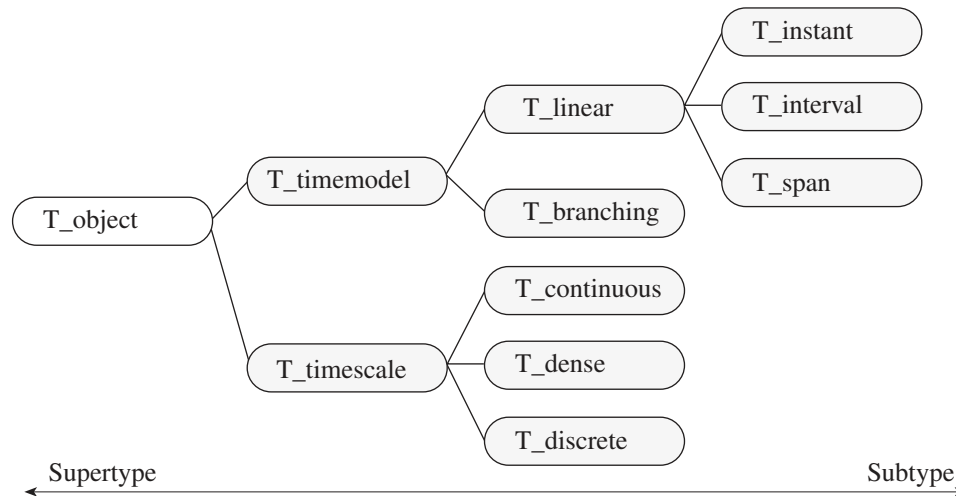 T_instant
T_linear
T_interval
T_timemodel
T_span
T_object
T_branching
T_continuous
T_timescale
T_dense
T_discrete
Supertype
Subtype